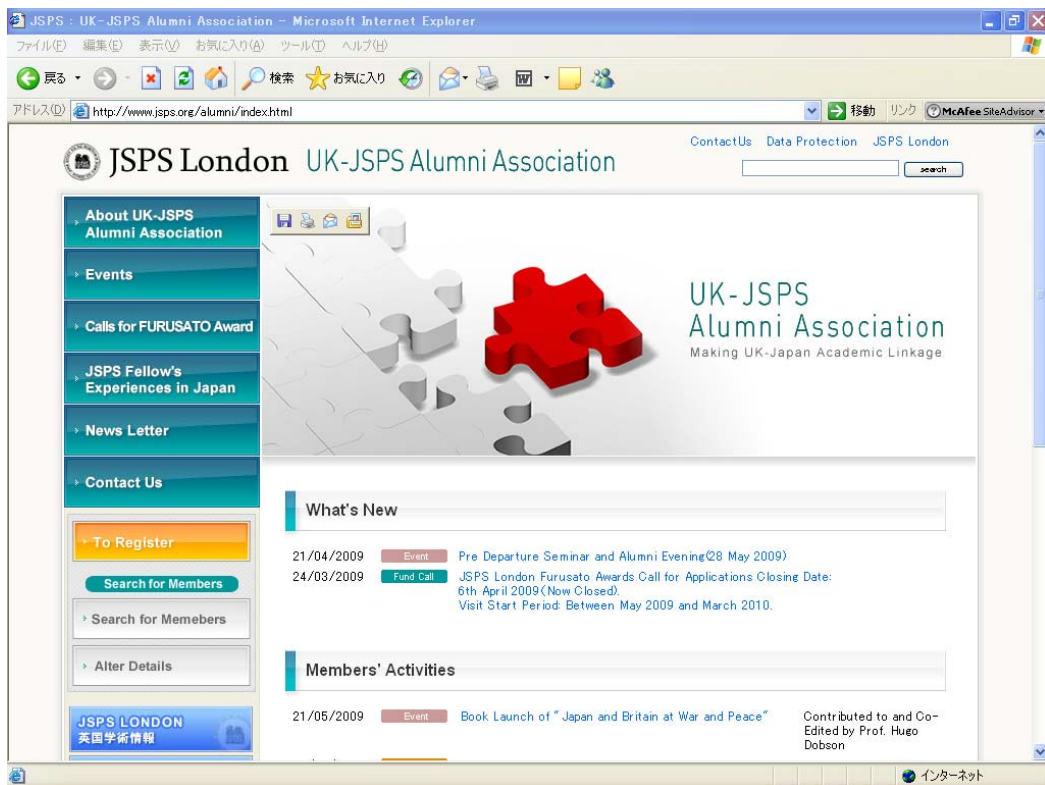 JSPS : UK-JSPS Alumni Association - Microsoft Internet Explorer
ファイル(F) 編集(E) 表示(V) お気に入り(A) ツール(T) ヘルプ(H)
戻る 検索 お気に入り
アドレス(D) http://www.jsps.org/alumni/index.html 移動 リンク McAfee SiteAdvisor
ContactUs Data Protection JSPS London
JSPS London UK-JSPS Alumni Association
search
About UK-JSPS
Alumni Association
Events
Calls for FURUSATO Award
JSPS Fellow's
Experiences in Japan
News Letter
Contact Us
To Register
Search for Members
Search for Memebers
Alter Details
JSPS LONDON
英国学術情報
UK-JSPS
Alumni Association
Making UK-Japan Academic Linkage
What's New
21/04/2009 Event Pre Departure Seminar and Alumni Evening(28 May 2009)
24/03/2009 Fund Call JSPS London Furusato Awards Call for Applications Closing Date:
6th April 2009(Now Closed).
Visit Start Period: Between May 2009 and March 2010.
Members' Activities
21/05/2009 Event Book Launch of "Japan and Britain at War and Peace" Contributed to and Co-
Edited by Prof. Hugo
Dobson
インターネット